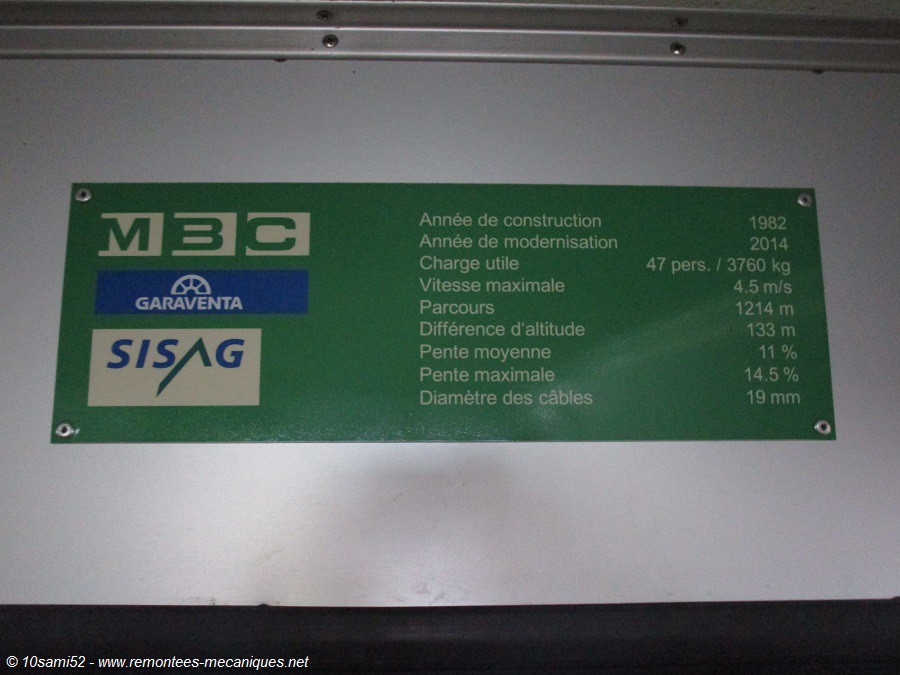 MBC
GARAVENTA
SISAG
Année de construction 1982
Année de modernisation 2014
Charge utile 47 pers. / 3760 kg
Vitesse maximale 4.5 m/s
Parcours 1214 m
Différence d'altitude 133 m
Pente moyenne 11 %
Pente maximale 14.5 %
Diamètre des câbles 19 mm
© 10sami52 - www.remontees-mecaniques.net